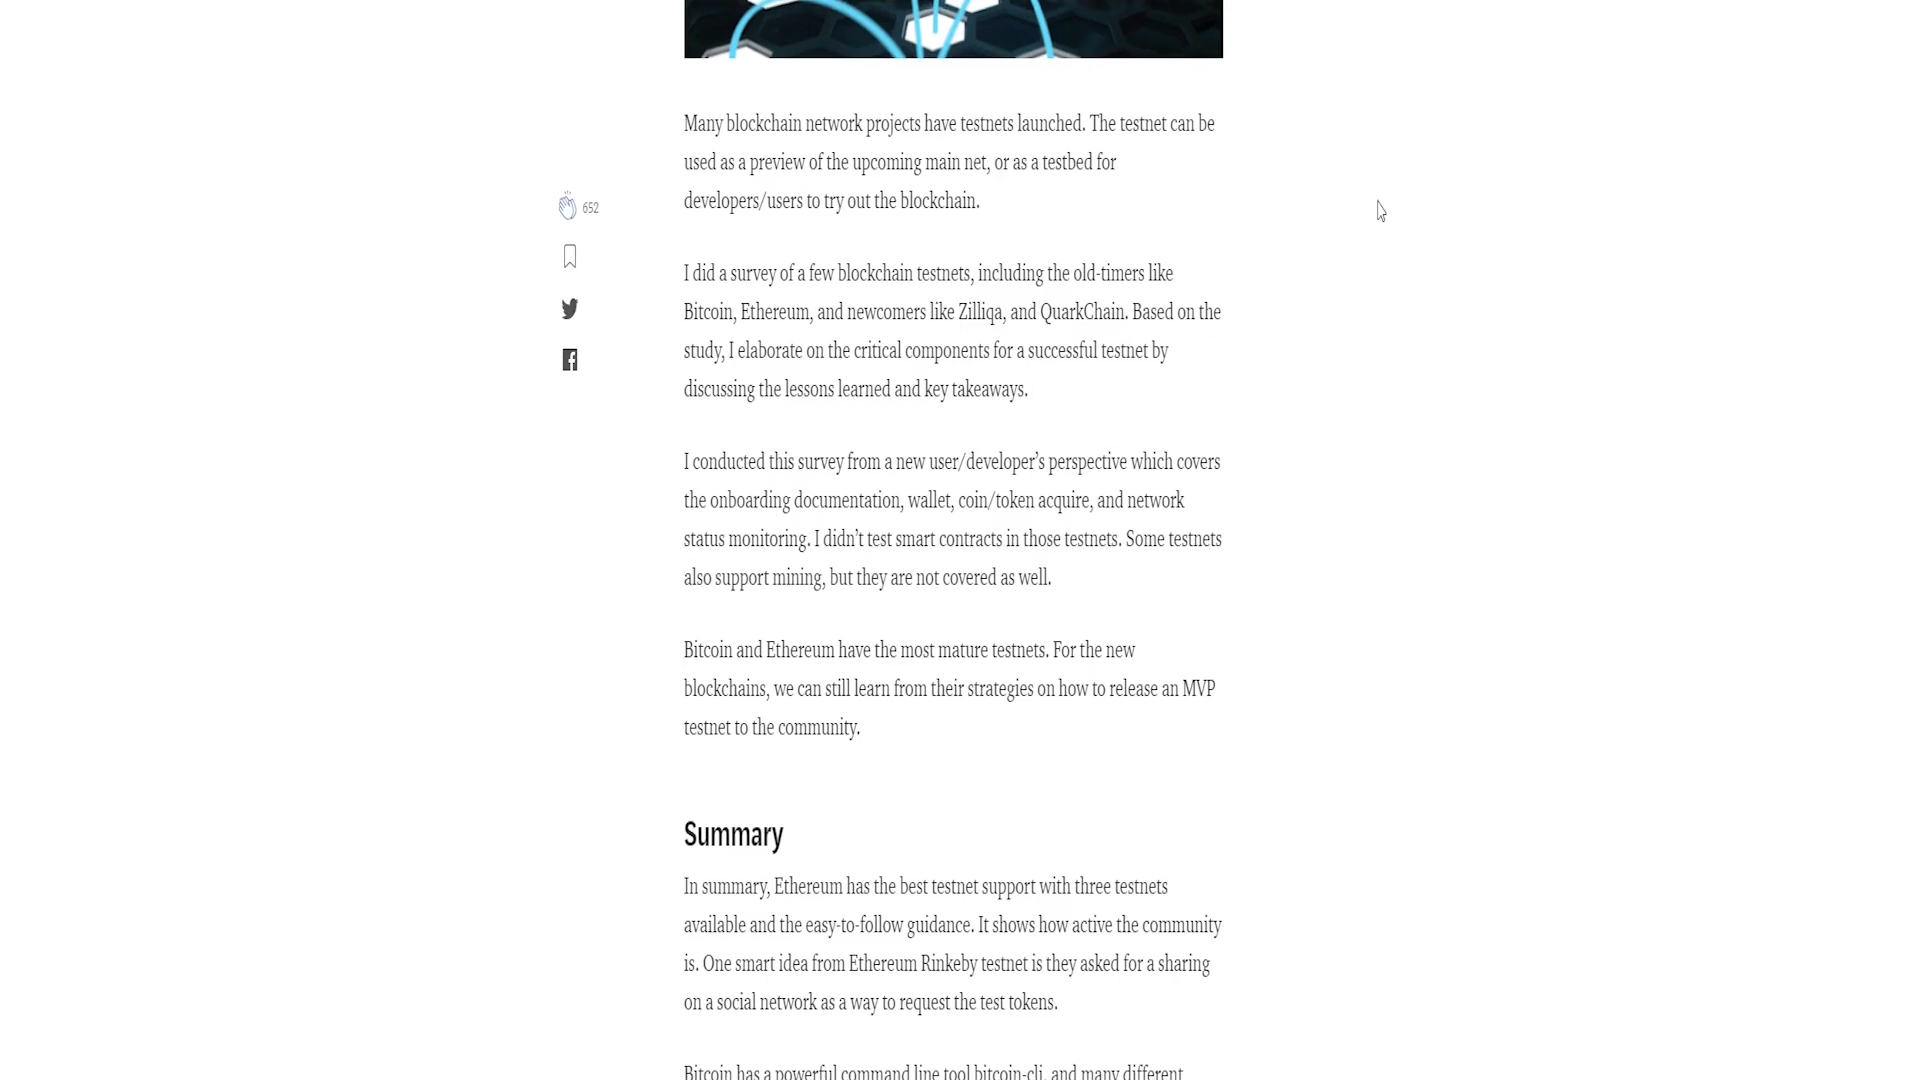 Many blockchain network projects have testnets launched. The testnet can be
used as a preview of the upcoming main net, or as a testbed for
developers/users to try out the blockchain.
652
I did a survey of a few blockchain testnets, including the old-timers like
Bitcoin, Ethereum, and newcomers like Zilliqa, and QuarkChain. Based on the
study, I elaborate on the critical components for a successful testnet by
discussing the lessons learned and key takeaways.
I conducted this survey from a new user/developer’s perspective which covers
the onboarding documentation, wallet, coin/token acquire, and network
status monitoring. I didn’t test smart contracts in those testnets. Some testnets
also support mining, but they are not covered as well.
Bitcoin and Ethereum have the most mature testnets. For the new
blockchains, we can still learn from their strategies on how to release an MVP
testnet to the community.
Summary
In summary, Ethereum has the best testnet support with three testnets
available and the easy-to-follow guidance. It shows how active the community
is. One smart idea from Ethereum Rinkeby testnet is they asked for a sharing
on a social network as a way to request the test tokens.
Bitcoin has a powerful command line tool bitcoin-cli, and many different